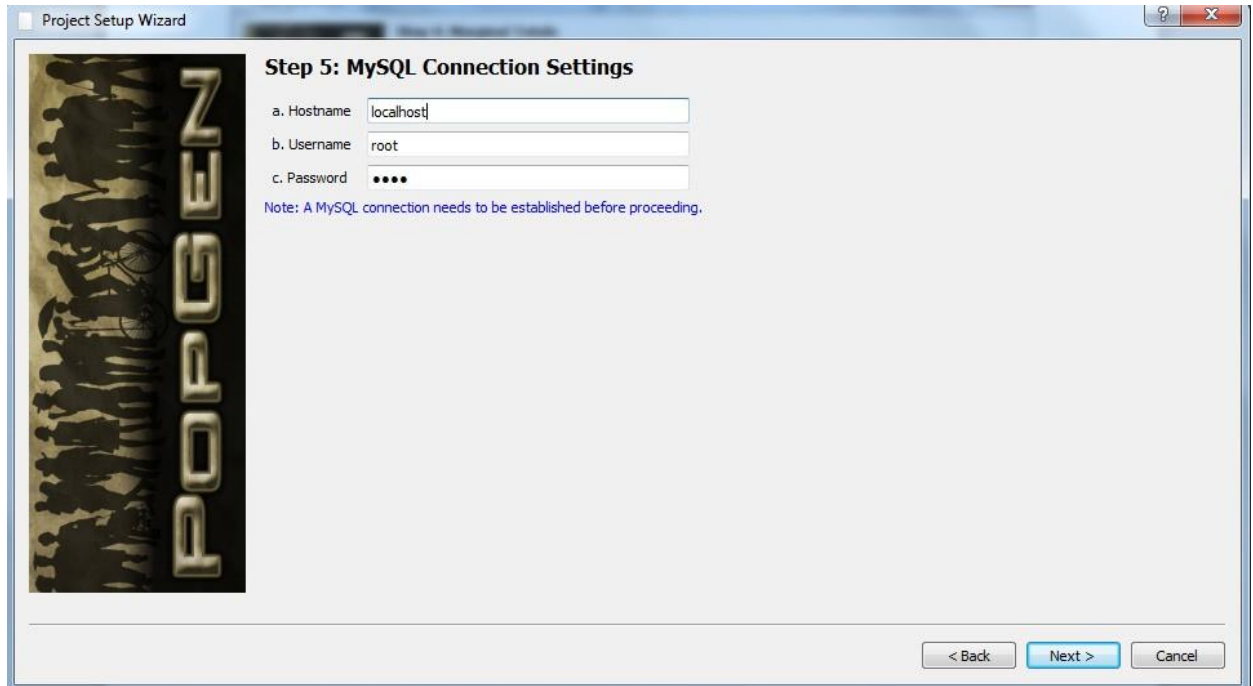 Project Setup Wizard
Step 5: MySQL Connection Settings
a. Hostname localhost
b. Username root
c. Password ••••
Note: A MySQL connection needs to be established before proceeding.
POPGEN
< Back Next > Cancel